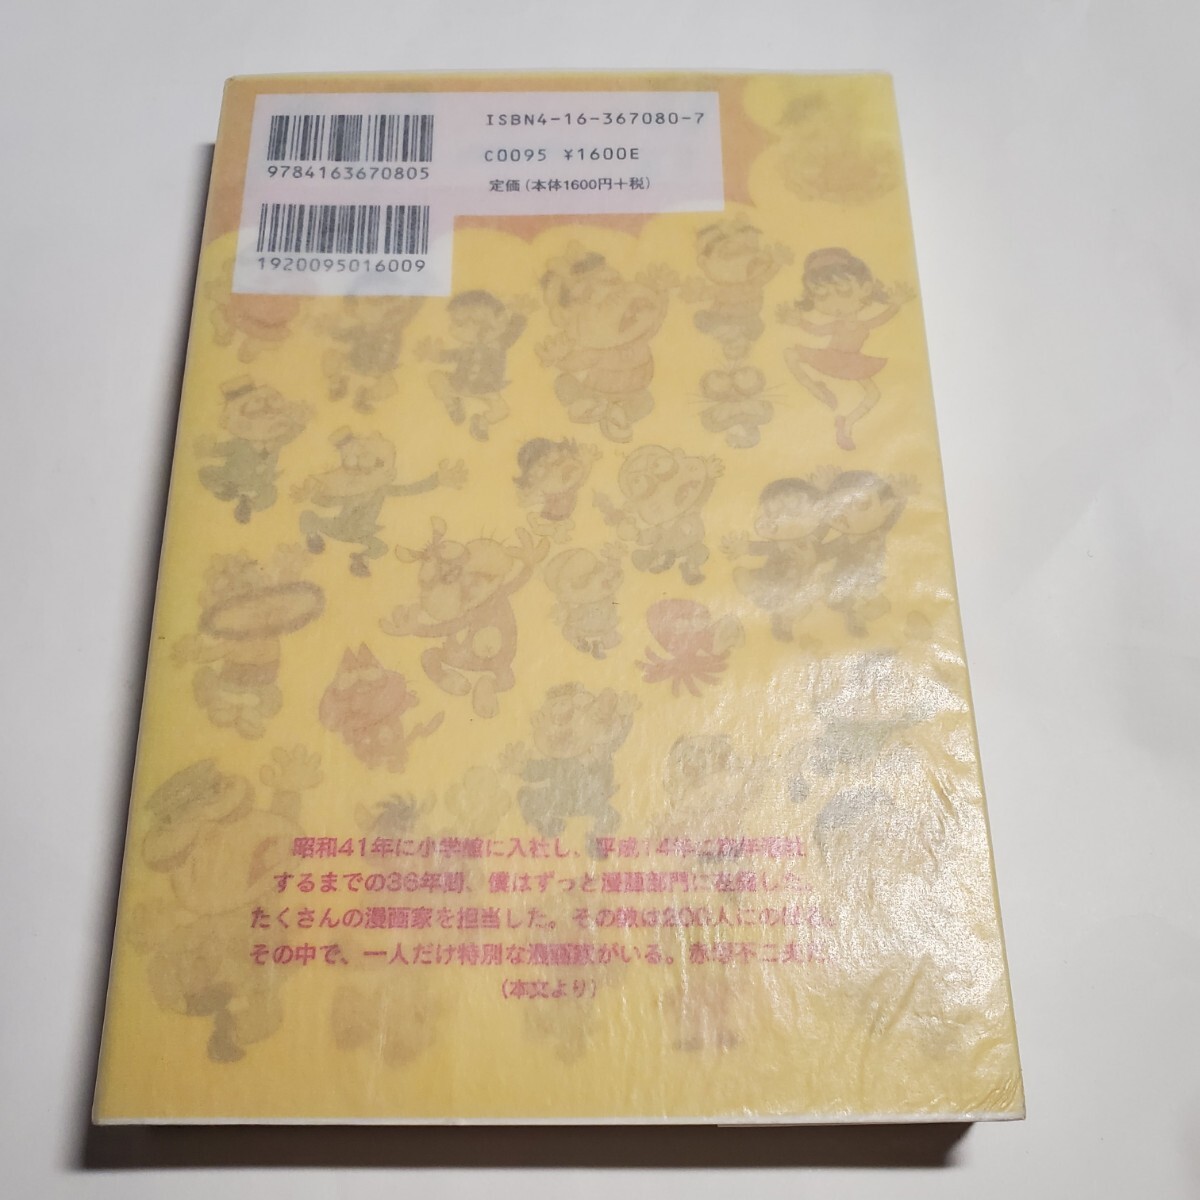 ISBN4-16-367080-7
C0095 ¥1600E
定価(本体1600円+税)
9784163670805
1920095016009
昭和41年に小学館に入社し、平成14年に定年退社
するまでの36年間、僕はずっと漫画部門に在籍した。
たくさんの漫画家を担当した。その数は200人にのぼる。
その中で、一人だけ特別な漫画家がいる。赤塚不二夫だ。
(本文より)